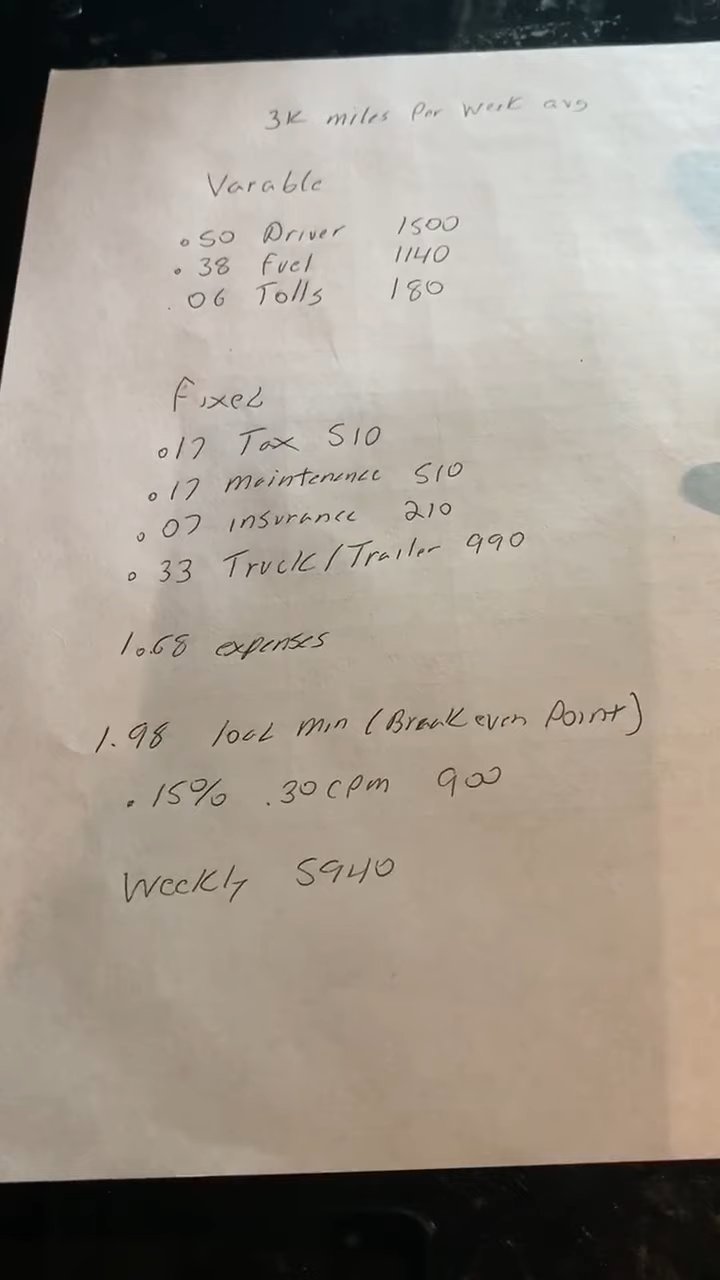 3K miles Per Week avg
Varable
.50 Driver 1500
.38 fuel 1140
.06 Tolls 180
Fixed
.17 Tax 510
.17 maintenence 510
.07 insurance 210
.33 Truck/Trailer 990
1.68 expenses
1.98 load min (Break even Point)
.15% .30 cpm 900
Weekly 5940